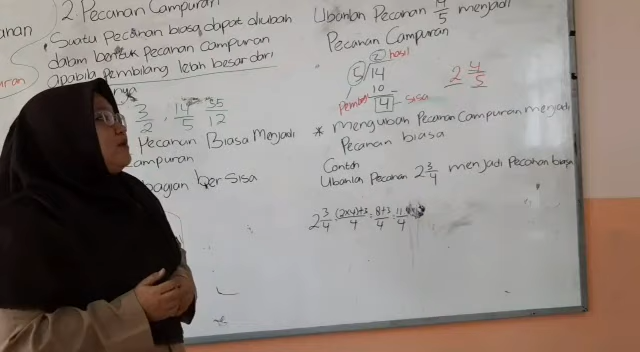 2. Pecahan Campuran
Suatu Pecahan biasa dapat diubah
dalam bentuk Pecahan campuran
apabila Pembilang lebih besar dari
3/2 , 14/5 , 35/12
Pecahan Biasa Menjadi
campuran
bagian bersisa
Ubahlah Pecahan 14/5 menjadi
Pecahan Campuran
2 hasil
5 14
10
4 sisa
2 4/5
* mengubah Pecahan Campuran menjadi
Pecahan biasa
Contoh
Ubahlah Pecahan 2 3/4 menjadi Pecahan biasa
2 3/4 = (2x4)+3/4 = 8+3/4 = 11/4